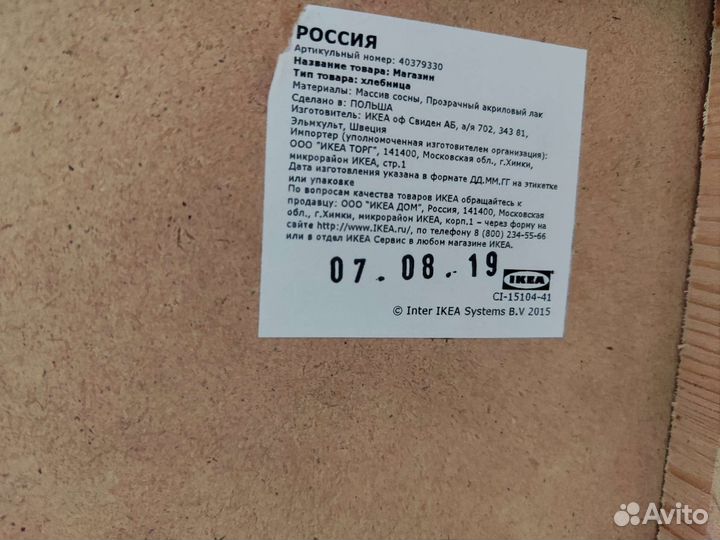 РОССИЯ
Артикульный номер: 40379330
Название товара: Магазин
Тип товара: хлебница
Материалы: Массив сосны, Прозрачный акриловый лак
Сделано в: ПОЛЬША
Изготовитель: ИКЕА оф Свиден АБ, а/я 702, 343 81,
Эльмхульт, Швеция
Импортер (уполномоченная изготовителем организация):
ООО "ИКЕА ТОРГ", 141400, Московская обл., г.Химки,
микрорайон ИКЕА, стр.1
Дата изготовления указана в формате ДД.ММ.ГГ на этикетке
или упаковке
По вопросам качества товаров ИКЕА обращайтесь к
продавцу: ООО "ИКЕА ДОМ", Россия, 141400, Московская
обл., г.Химки, микрорайон ИКЕА, корп.1 – через форму на
сайте http://www.IKEA.ru/, по телефону 8 (800) 234-55-66
или в отдел ИКЕА Сервис в любом магазине ИКЕА.
07.08.19
IKEA
CI-15104-41
© Inter IKEA Systems B.V 2015
Avito